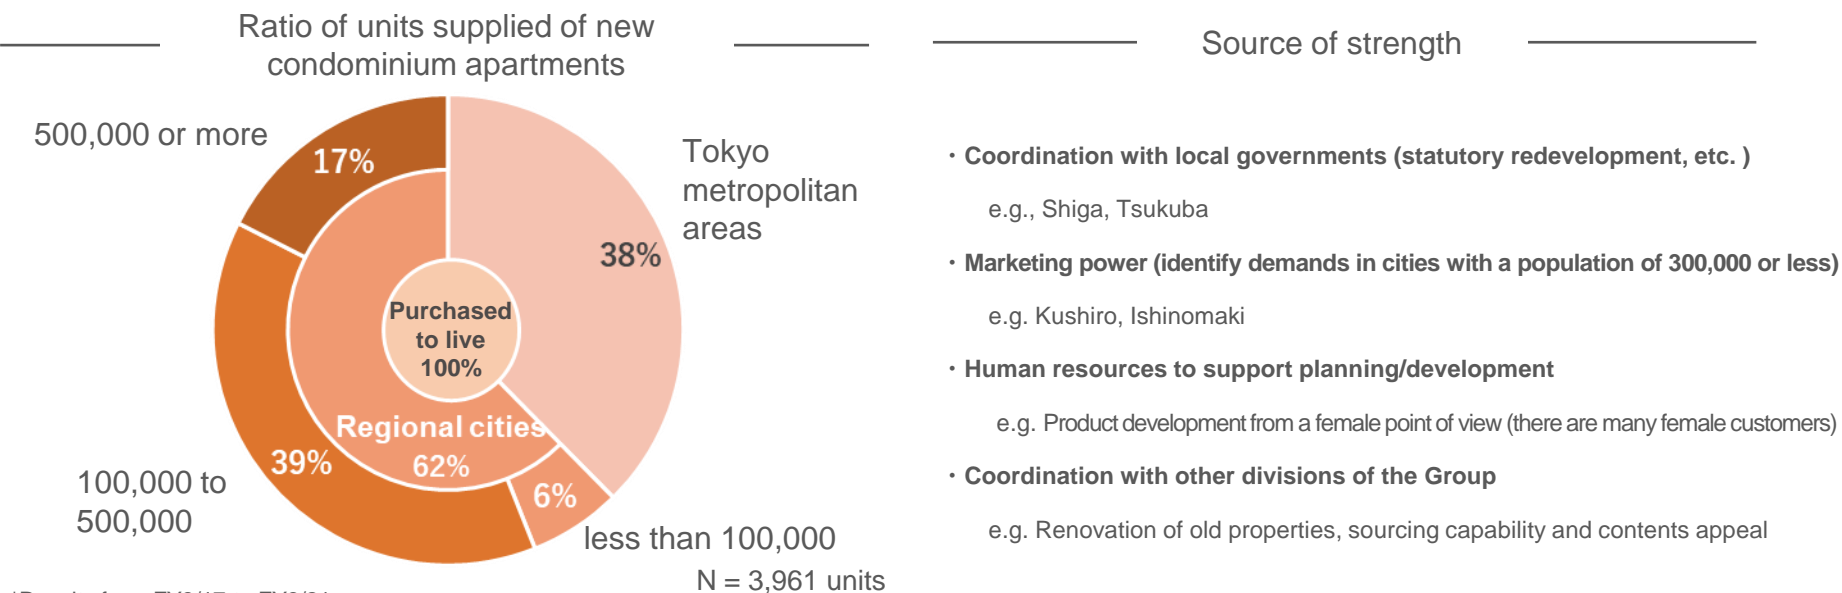 Ratio of units supplied of new
condominium apartments
500,000 or more
17%
Tokyo
metropolitan
areas
38%
Purchased
to live
100%
Regional cities
62%
39%
6%
100,000 to
500,000
less than 100,000
N = 3,961 units
Source of strength
・Coordination with local governments (statutory redevelopment, etc. )
e.g., Shiga, Tsukuba
・Marketing power (identify demands in cities with a population of 300,000 or less)
e.g. Kushiro, Ishinomaki
・Human resources to support planning/development
e.g. Product development from a female point of view (there are many female customers)
・Coordination with other divisions of the Group
e.g. Renovation of old properties, sourcing capability and contents appeal